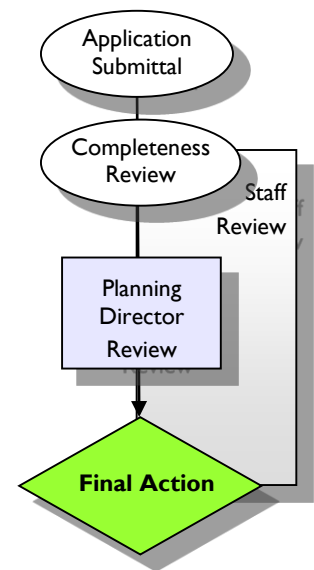 Application
Submittal
Completeness
Review
Staff
Review
Planning
Director
Review
Final Action